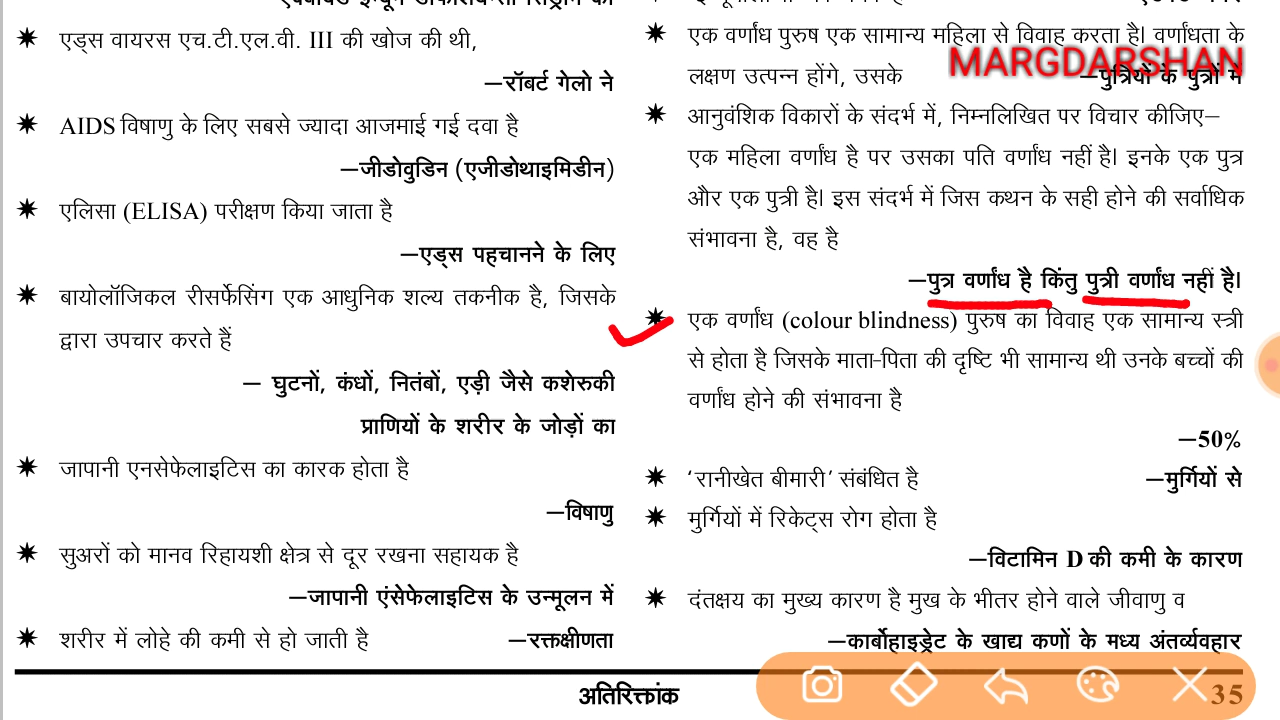 एक्वायर्ड इम्यून डेफिशिएन्सी सिंड्रोम का
✷ एड्स वायरस एच.टी.एल.वी. III की खोज की थी,
—रॉबर्ट गेलो ने
✷ AIDS विषाणु के लिए सबसे ज्यादा आजमाई गई दवा है
—जीडोवुडिन (एजीडोथाइमिडीन)
✷ एलिसा (ELISA) परीक्षण किया जाता है
—एड्स पहचानने के लिए
✷ बायोलॉजिकल रीसर्फेसिंग एक आधुनिक शल्य तकनीक है, जिसके
द्वारा उपचार करते हैं
— घुटनों, कंधों, नितंबों, एड़ी जैसे कशेरुकी
प्राणियों के शरीर के जोड़ों का
✷ जापानी एनसेफेलाइटिस का कारक होता है
—विषाणु
✷ सुअरों को मानव रिहायशी क्षेत्र से दूर रखना सहायक है
—जापानी एंसेफेलाइटिस के उन्मूलन में
✷ शरीर में लोहे की कमी से हो जाती है —रक्तक्षीणता
✷ एक वर्णांध पुरुष एक सामान्य महिला से विवाह करता है। वर्णांधता के
लक्षण उत्पन्न होंगे, उसके —पुत्रियों के पुत्रों में
MARGDARSHAN
✷ आनुवंशिक विकारों के संदर्भ में, निम्नलिखित पर विचार कीजिए–
एक महिला वर्णांध है पर उसका पति वर्णांध नहीं है। इनके एक पुत्र
और एक पुत्री है। इस संदर्भ में जिस कथन के सही होने की सर्वाधिक
संभावना है, वह है
—पुत्र वर्णांध है किंतु पुत्री वर्णांध नहीं है।
✷ एक वर्णांध (colour blindness) पुरुष का विवाह एक सामान्य स्त्री
से होता है जिसके माता-पिता की दृष्टि भी सामान्य थी उनके बच्चों की
वर्णांध होने की संभावना है
—50%
✷ ‘रानीखेत बीमारी’ संबंधित है —मुर्गियों से
✷ मुर्गियों में रिकेट्स रोग होता है
—विटामिन D की कमी के कारण
✷ दंतक्षय का मुख्य कारण है मुख के भीतर होने वाले जीवाणु व
—कार्बोहाइड्रेट के खाद्य कणों के मध्य अंतर्व्यवहार
अतिरिक्तांक
35